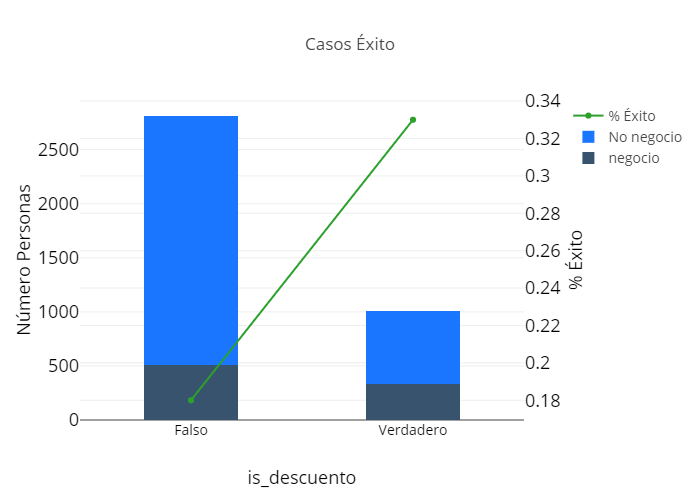 Casos Éxito
Número Personas
2500
2000
1500
1000
500
0
Falso
Verdadero
is_descuento
0.34
0.32
0.3
0.28
0.26
0.24
0.22
0.2
0.18
% Éxito
% Éxito
No negocio
negocio